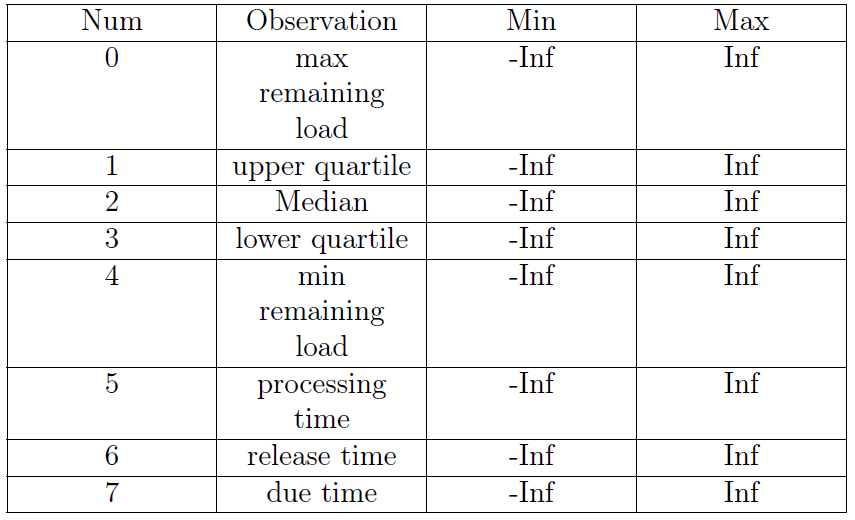 Num Observation Min Max
0 max -Inf Inf
remaining
load
1 upper quartile -Inf Inf
2 Median -Inf Inf
3 lower quartile -Inf Inf
4 min -Inf Inf
remaining
load
5 processing -Inf Inf
time
6 release time -Inf Inf
7 due time -Inf Inf